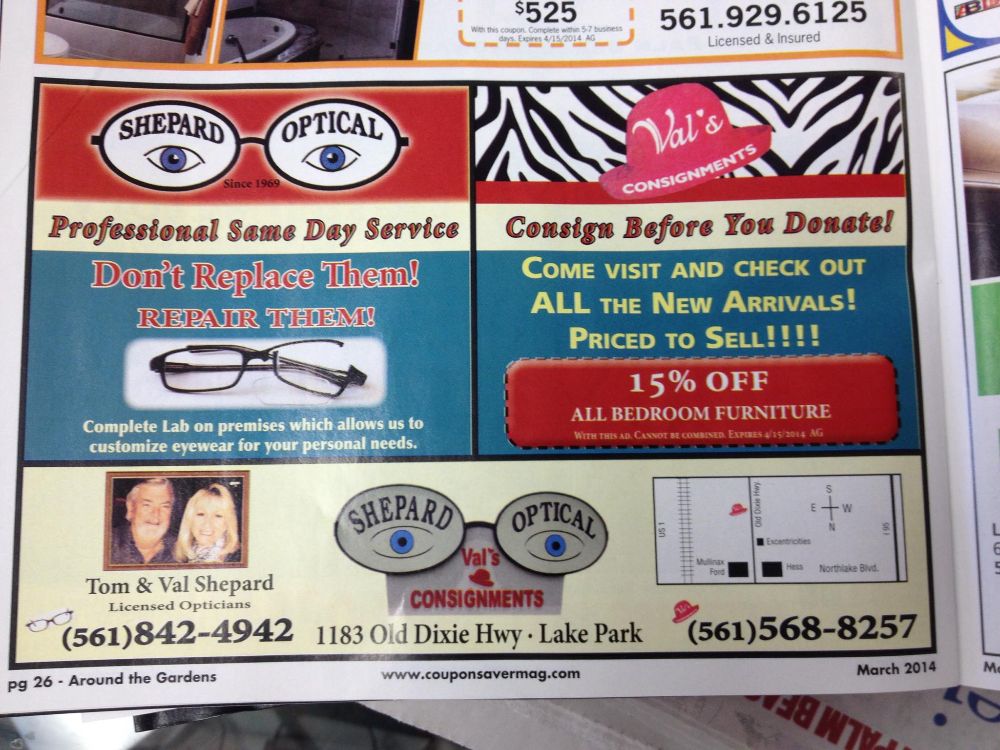 $525
With this coupon. Complete within 5-7 business
days. Expires 4/15/2014 AG
561.929.6125
Licensed & Insured
SHEPARD OPTICAL
Since 1969
Professional Same Day Service
Don't Replace Them!
REPAIR THEM!
Complete Lab on premises which allows us to
customize eyewear for your personal needs.
Val's
CONSIGNMENTS
Consign Before You Donate!
COME VISIT AND CHECK OUT
ALL THE NEW ARRIVALS!
PRICED TO SELL!!!!
15% OFF
ALL BEDROOM FURNITURE
WITH THIS AD. CANNOT BE COMBINED. EXPIRES 4/15/2014 AG
Tom & Val Shepard
Licensed Opticians
(561)842-4942
SHEPARD OPTICAL
Val's
CONSIGNMENTS
1183 Old Dixie Hwy · Lake Park
US 1
Old Dixie Hwy.
S
E W
N
I 95
Excentricities
Mullinax
Ford
Hess
Northlake Blvd.
(561)568-8257
pg 26 - Around the Gardens
www.couponsavermag.com
March 2014
PALM BEA